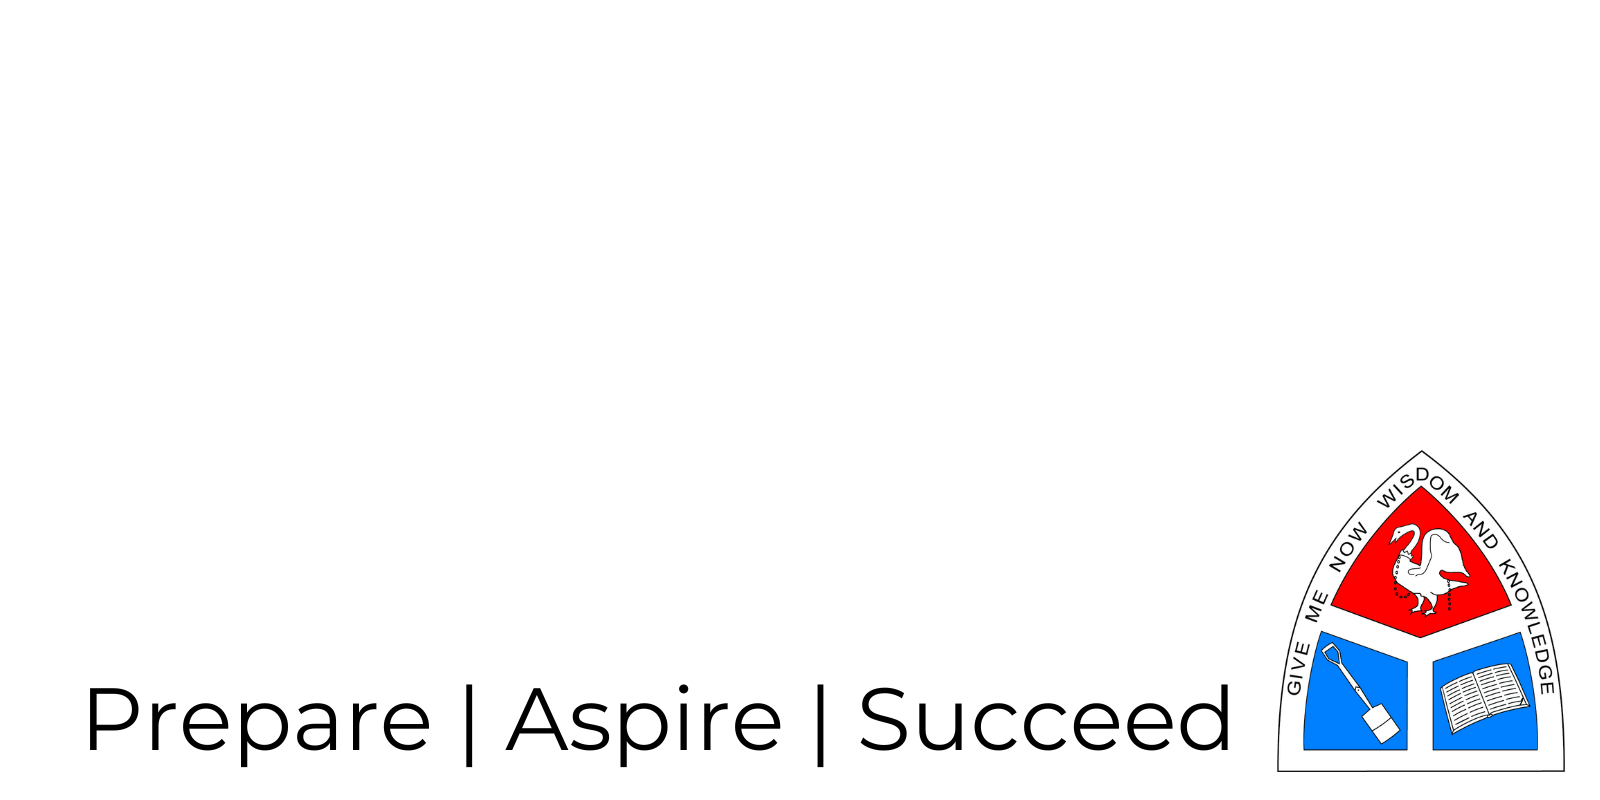 GIVE ME NOW WISDOM AND KNOWLEDGE
Prepare | Aspire | Succeed